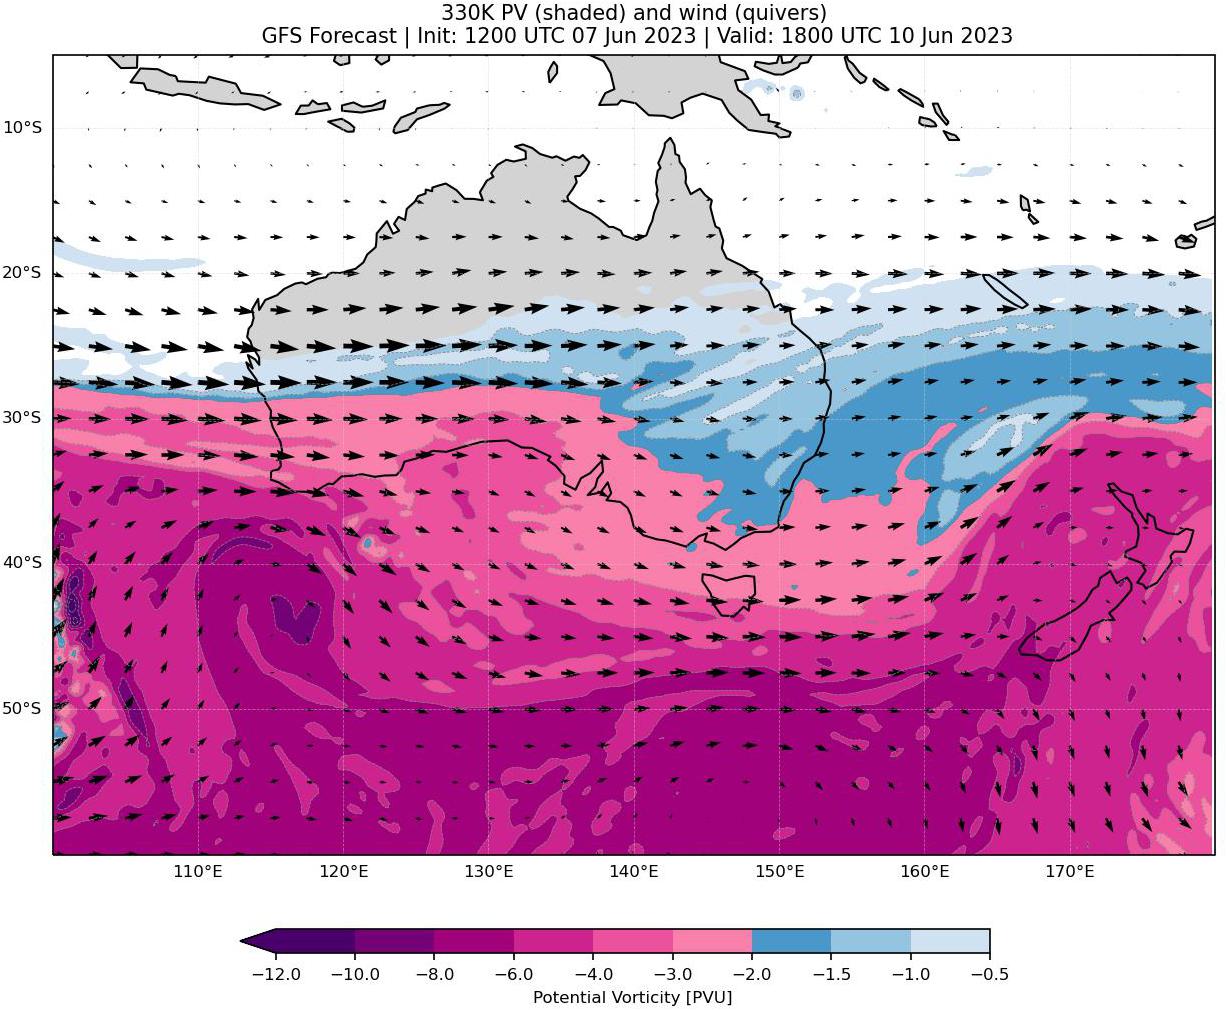 330K PV (shaded) and wind (quivers)
GFS Forecast | Init: 1200 UTC 07 Jun 2023 | Valid: 1800 UTC 10 Jun 2023
10°S
20°S
30°S
40°S
50°S
110°E 120°E 130°E 140°E 150°E 160°E 170°E
−12.0 −10.0 −8.0 −6.0 −4.0 −3.0 −2.0 −1.5 −1.0 −0.5
Potential Vorticity [PVU]